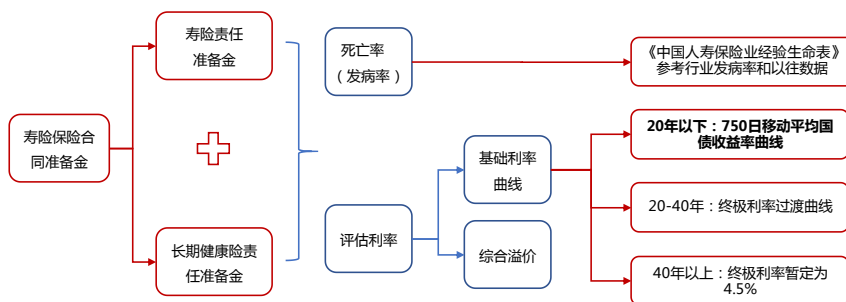 寿险保险合
同准备金
寿险责任
准备金
长期健康险责
任准备金
死亡率
（发病率）
评估利率
基础利率
曲线
综合溢价
《中国人寿保险业经验生命表》
参考行业发病率和以往数据
20年以下：750日移动平均国
债收益率曲线
20-40年：终极利率过渡曲线
40年以上：终极利率暂定为
4.5%